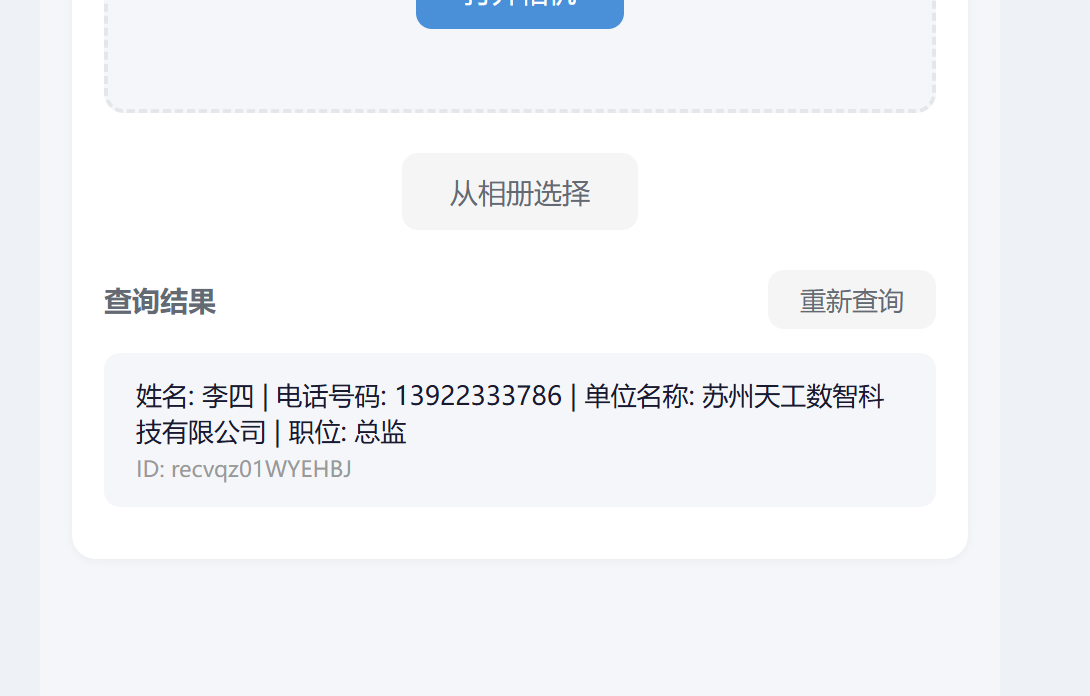 从相册选择
查询结果
重新查询
姓名: 李四 | 电话号码: 13922333786 | 单位名称: 苏州天工数智科
技有限公司 | 职位: 总监
ID: recvqz01WYEHBJ